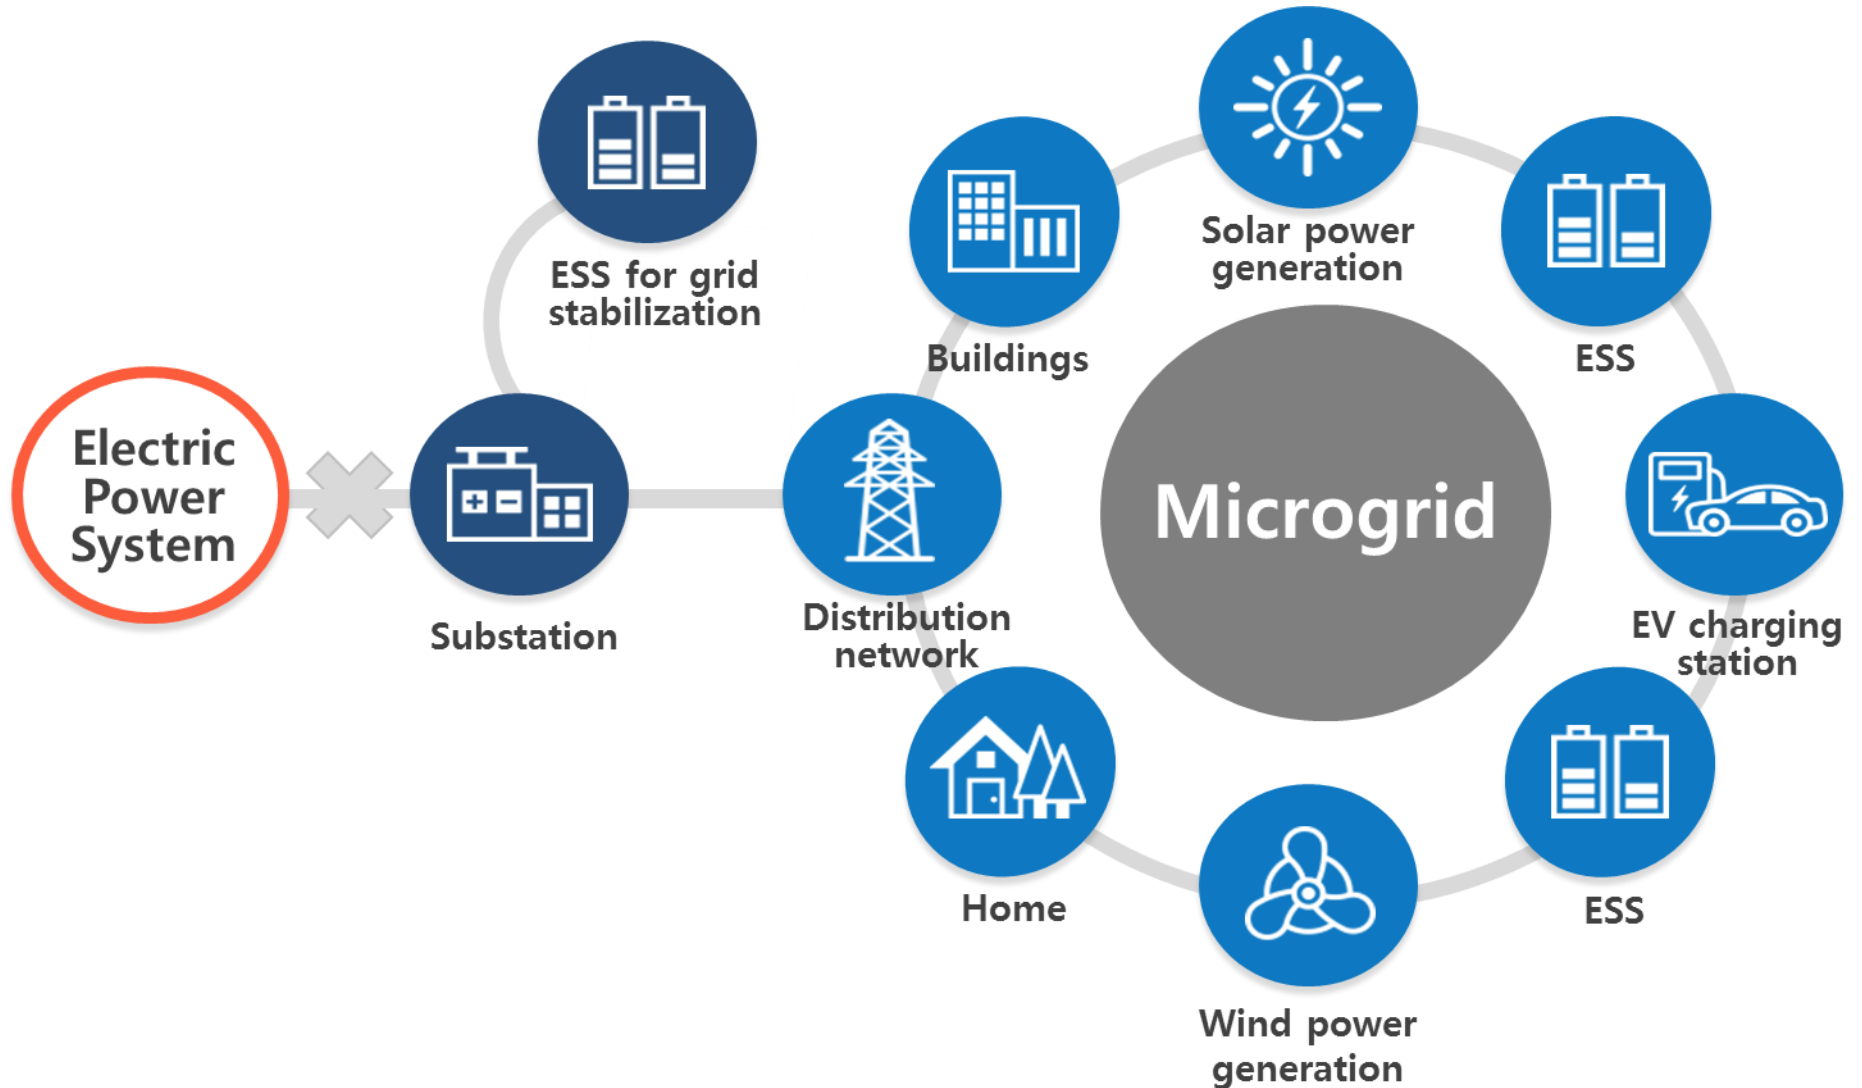 ESS for grid
stabilization
Electric
Power
System
Substation
Distribution
network
Buildings
Solar power
generation
ESS
EV charging
station
ESS
Wind power
generation
Home
Microgrid